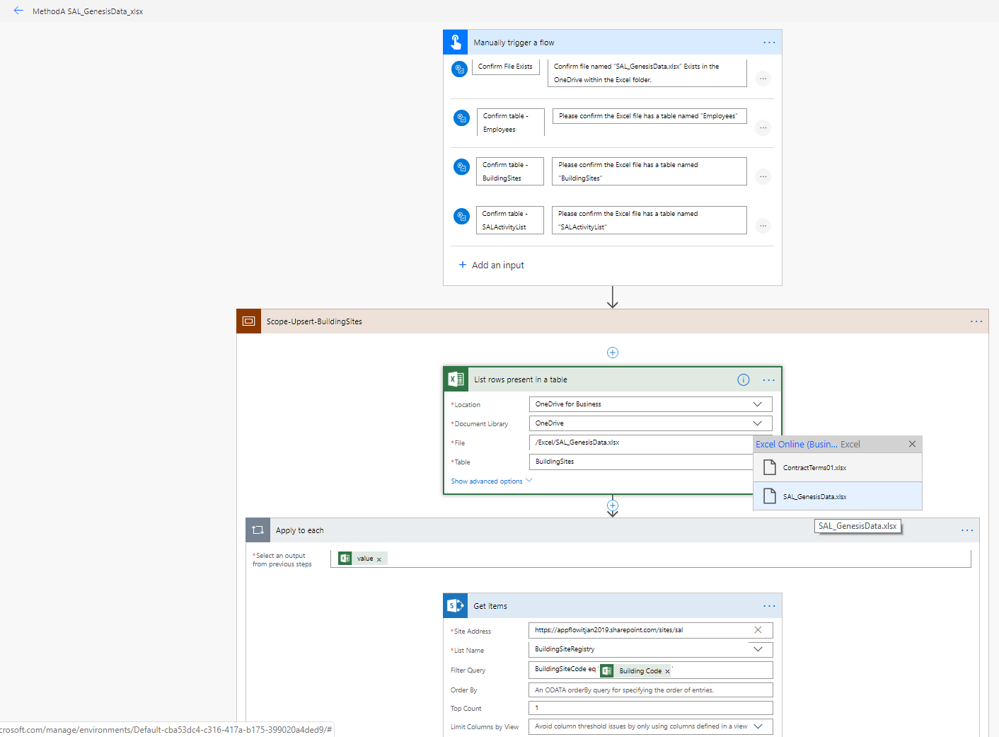 MethodA SAL_GenesisData_xlsx
Manually trigger a flow
Confirm File Exists
Confirm file named "SAL_GenesisData.xlsx" Exists in the
OneDrive within the Excel folder.
Confirm table -
Employees
Please confirm the Excel file has a table named "Employees"
Confirm table -
BuildingSites
Please confirm the Excel file has a table named
"BuildingSites"
Confirm table -
SALActivityList
Please confirm the Excel file has a table named
"SALActivityList"
+ Add an input
Scope-Upsert-BuildingSites
List rows present in a table
*Location
OneDrive for Business
*Document Library
OneDrive
*File
/Excel/SAL_GenesisData.xlsx
*Table
BuildingSites
Show advanced options
Excel Online (Busin... Excel
ContractTerms01.xlsx
SAL_GenesisData.xlsx
SAL_GenesisData.xlsx
Apply to each
*Select an output
from previous steps
value x
Get items
*Site Address
https://appflowitjan2019.sharepoint.com/sites/sal
*List Name
BuildingSiteRegistry
Filter Query
BuildingSiteCode eq ' Building Code x '
Order By
An ODATA orderBy query for specifying the order of entries.
Top Count
1
Limit Columns by View
Avoid column threshold issues by only using columns defined in a view
crosoft.com/manage/environments/Default-cba53dc4-c316-417a-b175-399020a4ded9/#